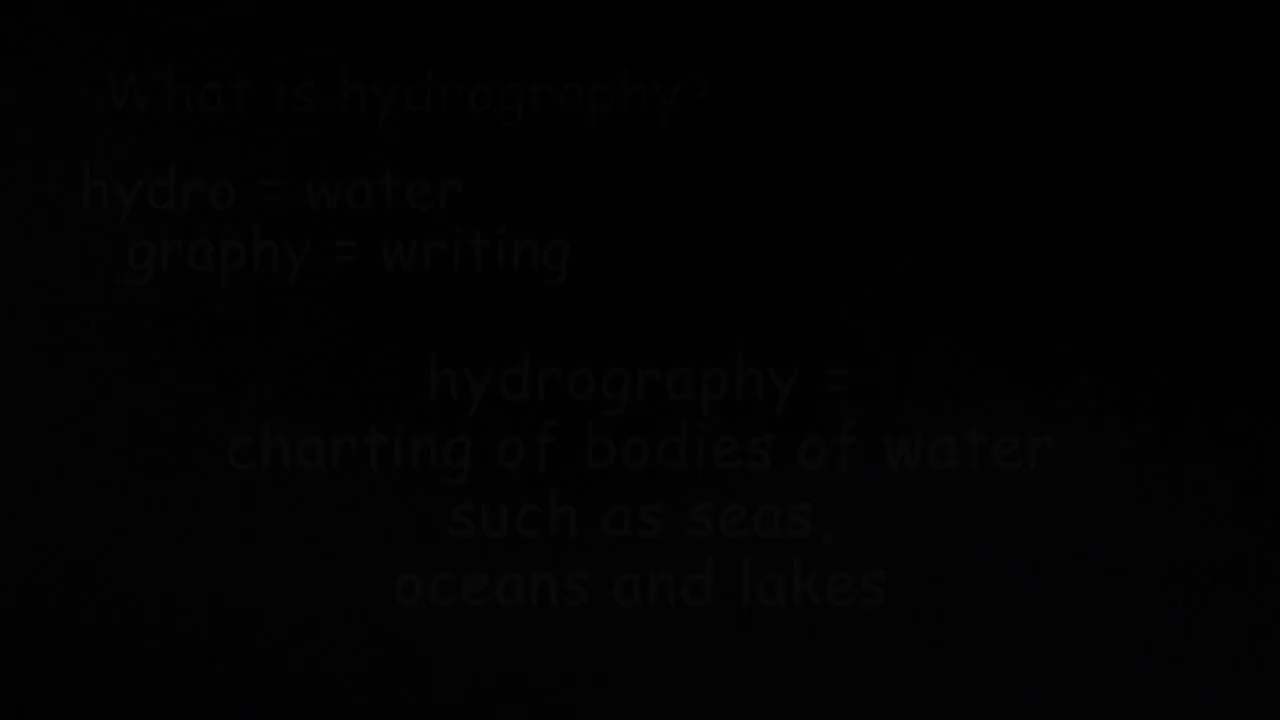 What is hydrography?
hydro = water
graphy = writing
hydrography =
charting of bodies of water
such as seas,
oceans and lakes